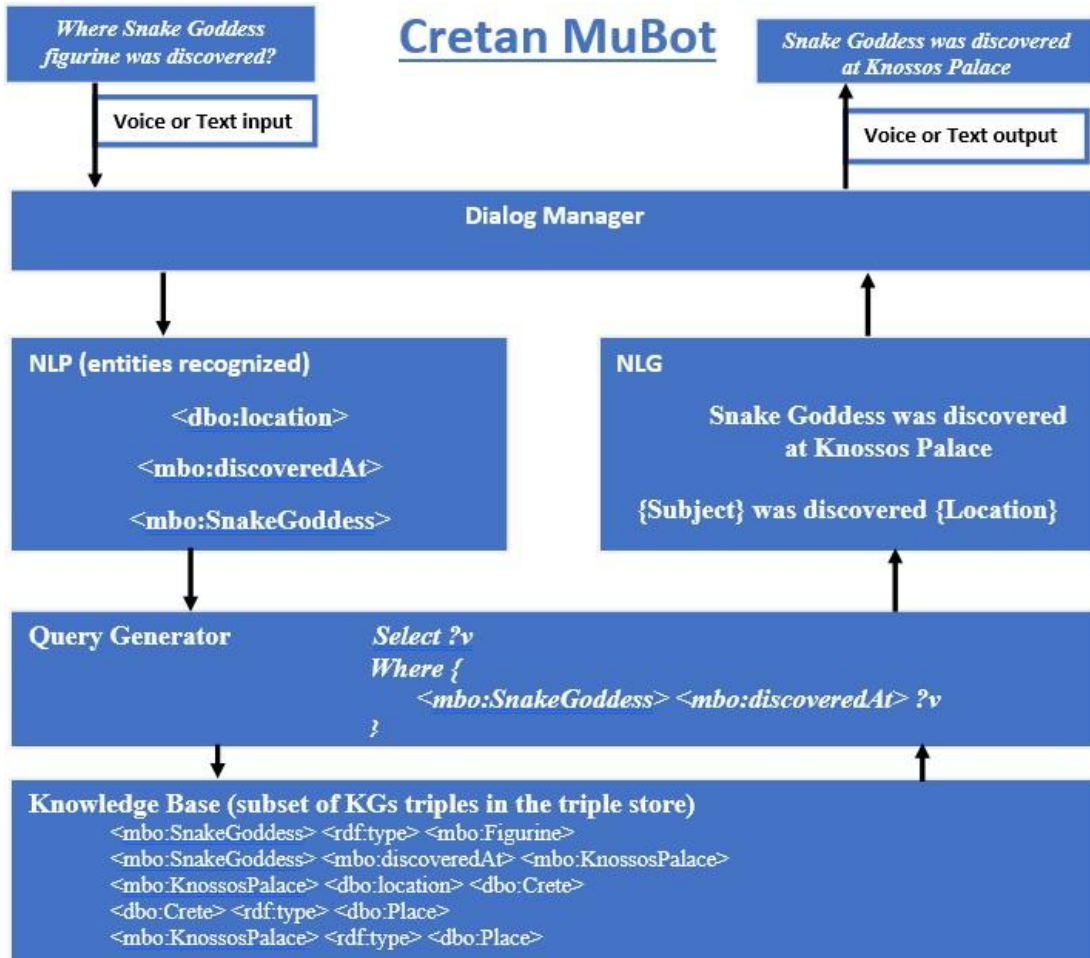 Where Snake Goddess
figurine was discovered?
Cretan MuBot
Snake Goddess was discovered
at Knossos Palace
Voice or Text input
Voice or Text output
Dialog Manager
NLP (entities recognized)
<dbo:location>
<mbo:discoveredAt>
<mbo:SnakeGoddess>
NLG
Snake Goddess was discovered
at Knossos Palace
{Subject} was discovered {Location}
Query Generator
Select ?v
Where {
<mbo:SnakeGoddess> <mbo:discoveredAt> ?v
}
Knowledge Base (subset of KGs triples in the triple store)
<mbo:SnakeGoddess> <rdf:type> <mbo:Figurine>
<mbo:SnakeGoddess> <mbo:discoveredAt> <mbo:KnossosPalace>
<mbo:KnossosPalace> <dbo:location> <dbo:Crete>
<dbo:Crete> <rdf:type> <dbo:Place>
<mbo:KnossosPalace> <rdf:type> <dbo:Place>